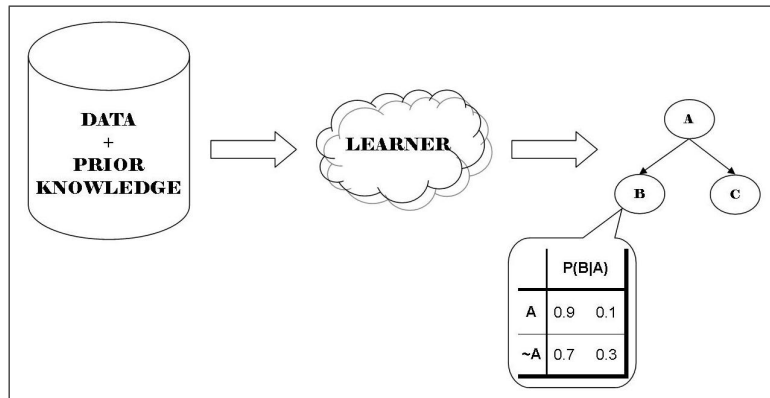 DATA
+
PRIOR
KNOWLEDGE
LEARNER
A
B
C
P(B|A)
A 0.9 0.1
~A 0.7 0.3